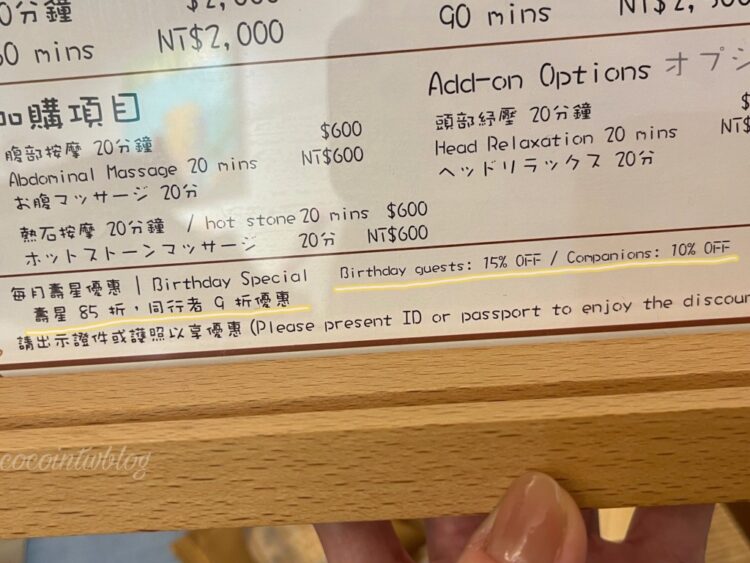 0分鐘
$2,000
60 mins
NT$2,000
90 mins
加購項目
腹部按摩 20分鐘 $600
Abdominal Massage 20 mins NT$600
お腹マッサージ 20分
熱石按摩 20分鐘 / hot stone 20 mins $600
ホットストーンマッサージ 20分 NT$600
Add-on Options オプシ
頭部紓壓 20分鐘 $
Head Relaxation 20 mins NT$
ヘッドリラックス 20分
每月壽星優惠 | Birthday Special
壽星 85 折，同行者 9 折優惠
Birthday guests: 15% OFF / Companions: 10% OFF
請出示證件或護照以享優惠 (Please present ID or passport to enjoy the discoun
cocointwblog